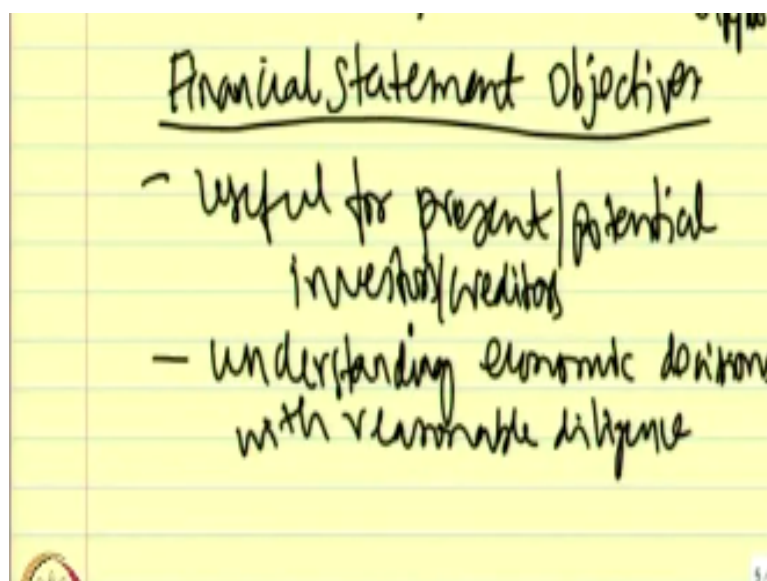 Financial Statement Objectives
- useful for present/potential
investors/creditors
- understanding economic decisions
with reasonable diligence